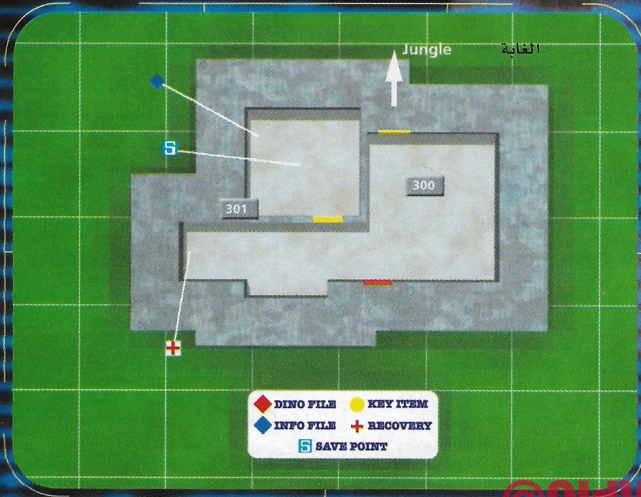 Jungle الغابة
S
300
301
DINO FILE KEY ITEM
INFO FILE RECOVERY
S SAVE POINT